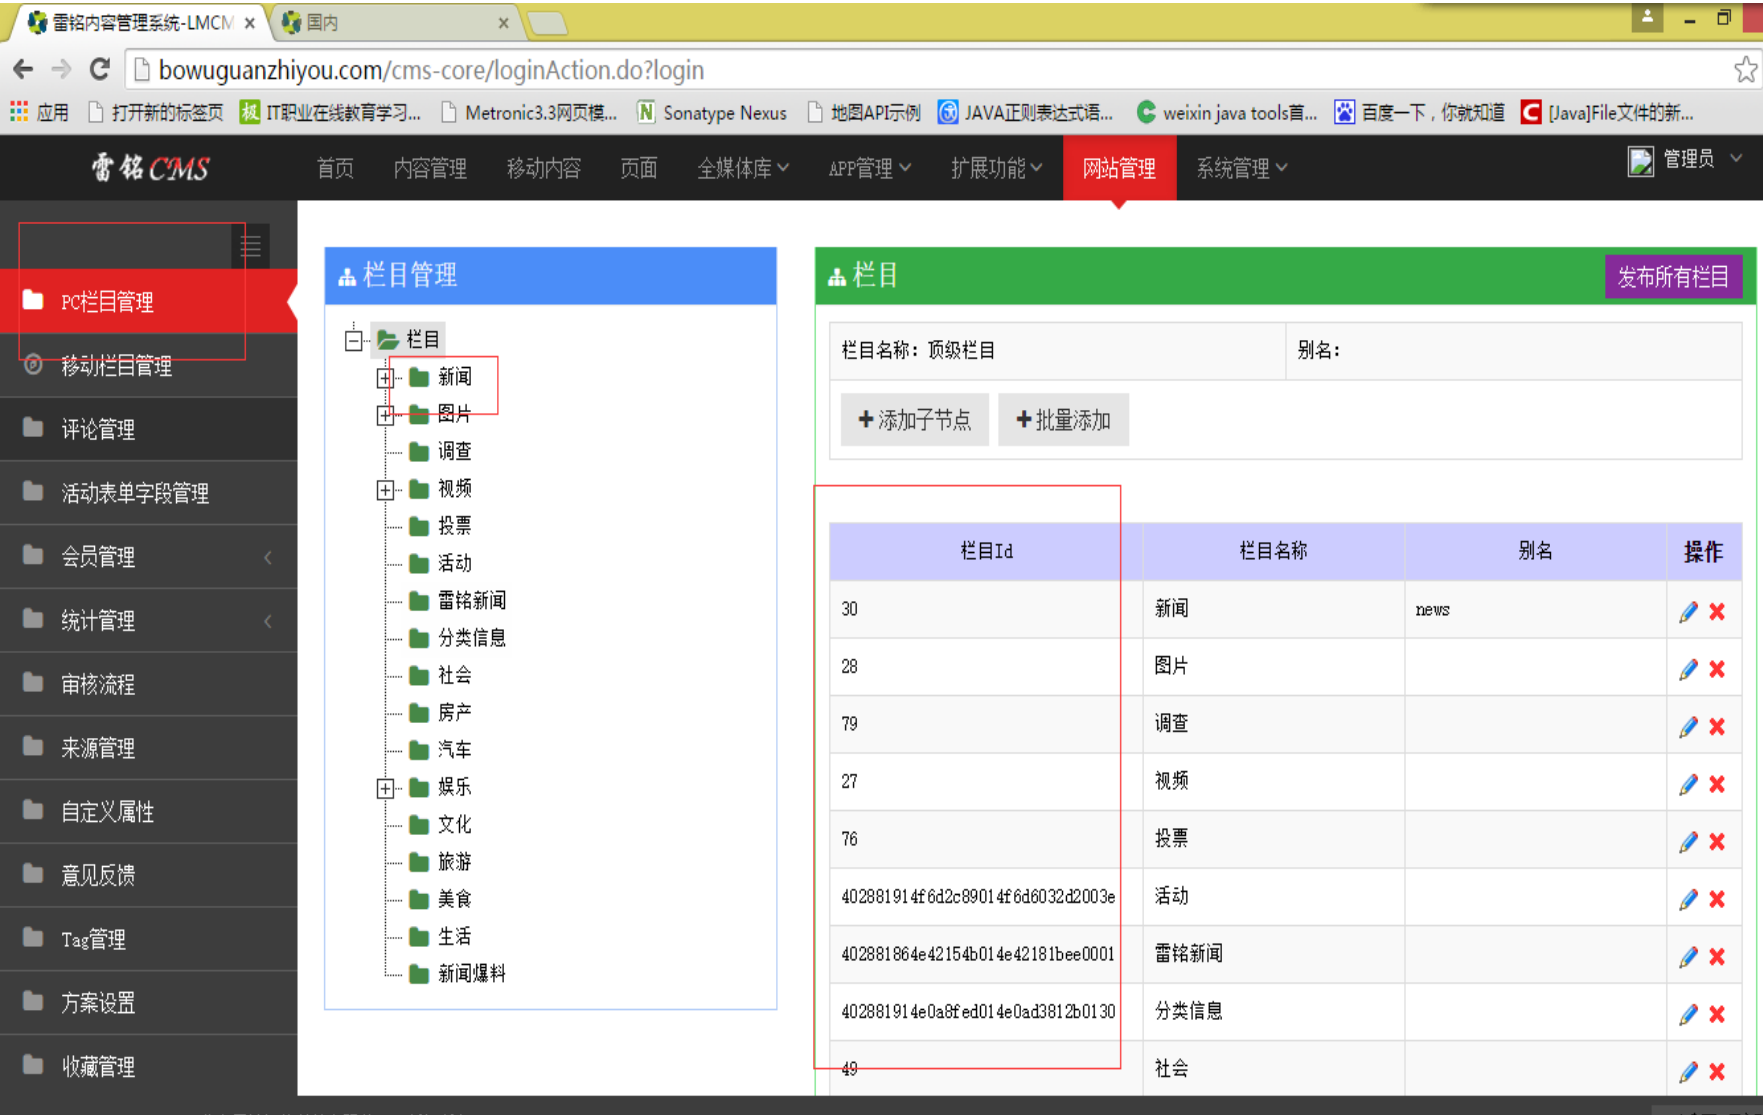 雷铭内容管理系统-LMCM
国内
bowuguanzhiyou.com/cms-core/loginAction.do?login
应用 打开新的标签页 极 IT职业在线教育学习... Metronic3.3网页模... N Sonatype Nexus 地图API示例 JAVA正则表达式语... weixin java tools首... 百度一下，你就知道 [Java]File文件的新...
雷铭CMS 首页 内容管理 移动内容 页面 全媒体库 APP管理 扩展功能 网站管理 系统管理 管理员
PC栏目管理
移动栏目管理
评论管理
活动表单字段管理
会员管理
统计管理
审核流程
来源管理
自定义属性
意见反馈
Tag管理
方案设置
收藏管理
栏目管理
栏目
新闻
图片
调查
视频
投票
活动
雷铭新闻
分类信息
社会
房产
汽车
娱乐
文化
旅游
美食
生活
新闻爆料
栏目 发布所有栏目
栏目名称：顶级栏目 别名：
添加子节点 批量添加
栏目Id 栏目名称 别名 操作
30 新闻 news
28 图片
79 调查
27 视频
76 投票
402881914f6d2c89014f6d6032d2003e 活动
402881864e42154b014e42181bee0001 雷铭新闻
402881914e0a8fed014e0ad3812b0130 分类信息
49 社会